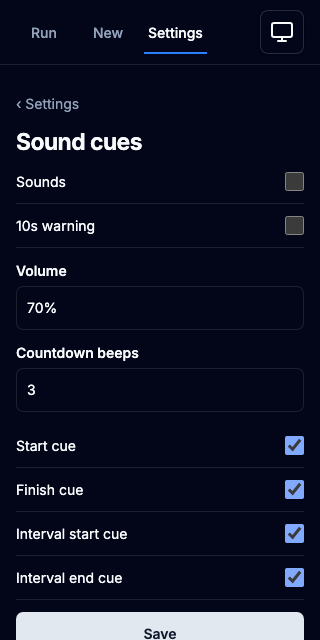 Run New Settings
‹ Settings
Sound cues
Sounds
10s warning
Volume
70%
Countdown beeps
3
Start cue
Finish cue
Interval start cue
Interval end cue
Save